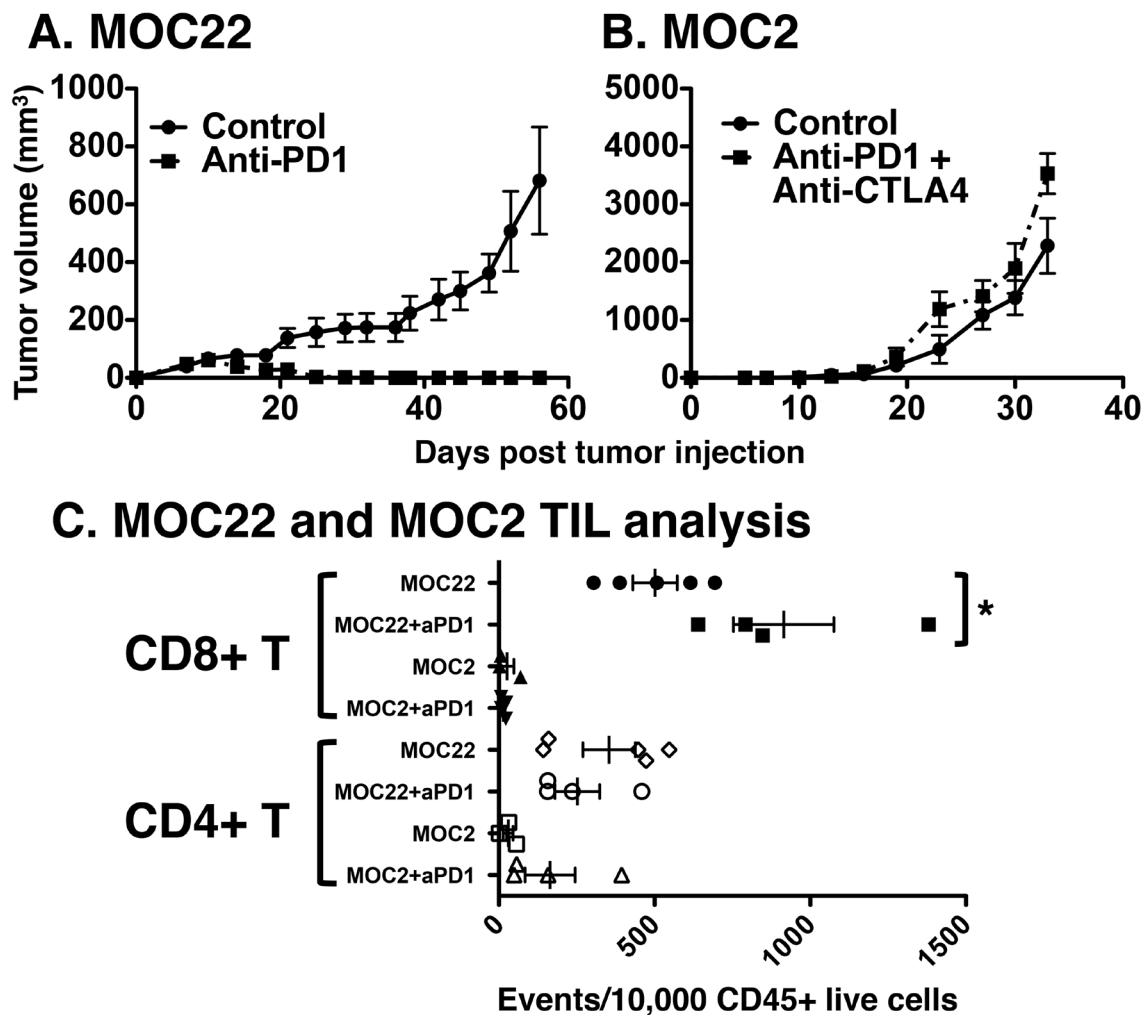 A. MOC22
B. MOC2
Tumor volume (mm³)
1000
800
600
400
200
0
Control
Anti-PD1
0
20
40
60
5000
4000
3000
2000
1000
0
Control
Anti-PD1 +
Anti-CTLA4
0
10
20
30
40
Days post tumor injection
C. MOC22 and MOC2 TIL analysis
CD8+ T
MOC22
MOC22+aPD1
MOC2
MOC2+aPD1
*
CD4+ T
MOC22
MOC22+aPD1
MOC2
MOC2+aPD1
0
500
1000
1500
Events/10,000 CD45+ live cells